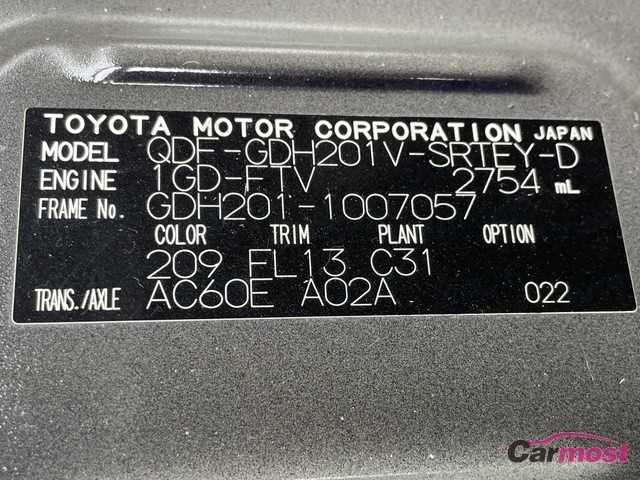 TOYOTA MOTOR CORPORATION JAPAN
MODEL QDF-GDH201V-SRTEY-D
ENGINE 1GD-FTV 2754 mL
FRAME No. GDH201-1007057
COLOR TRIM PLANT OPTION
209 FL13 C31
TRANS./AXLE AC60E A02A 022
Carmost